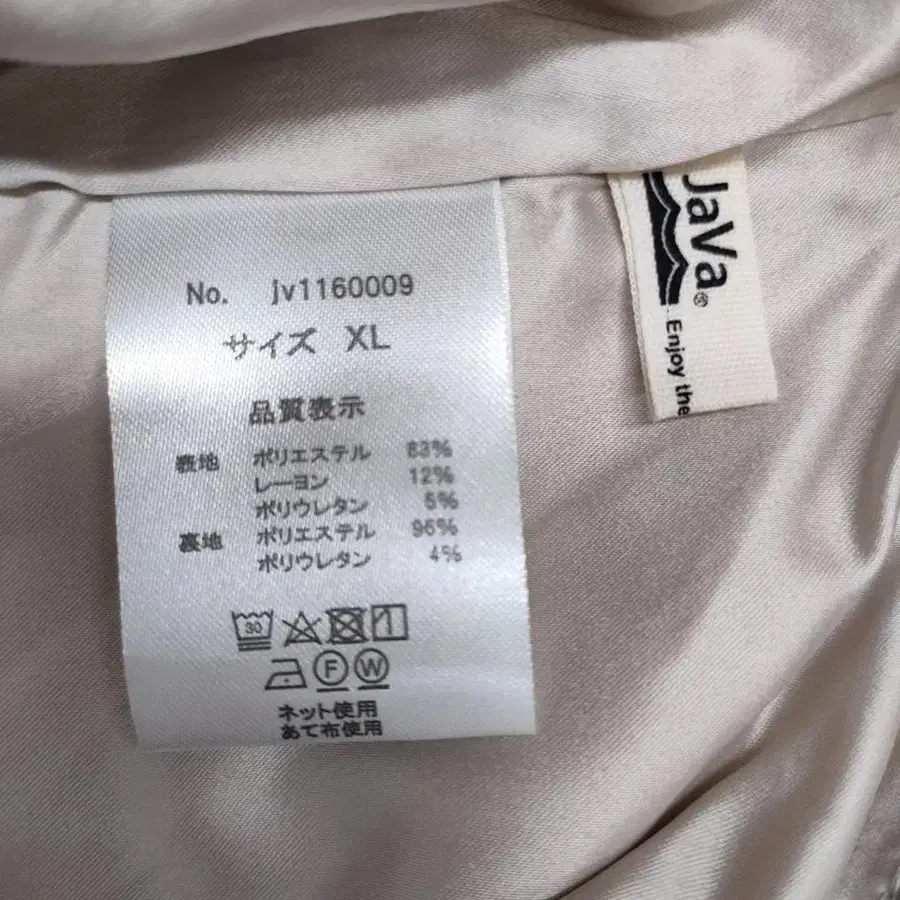 No. jv1160009
サイズ XL
品質表示
表地 ポリエステル 83%
レーヨン 12%
ポリウレタン 5%
裏地 ポリエステル 96%
ポリウレタン 4%
30
F W
ネット使用
あて布使用
JaVa®
Enjoy the